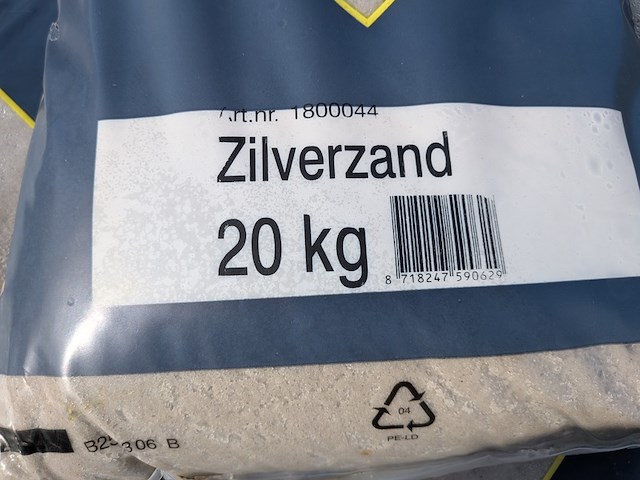 Art.nr. 1800044
Zilverzand
20 kg
8 718247 590629
04
PE-LD